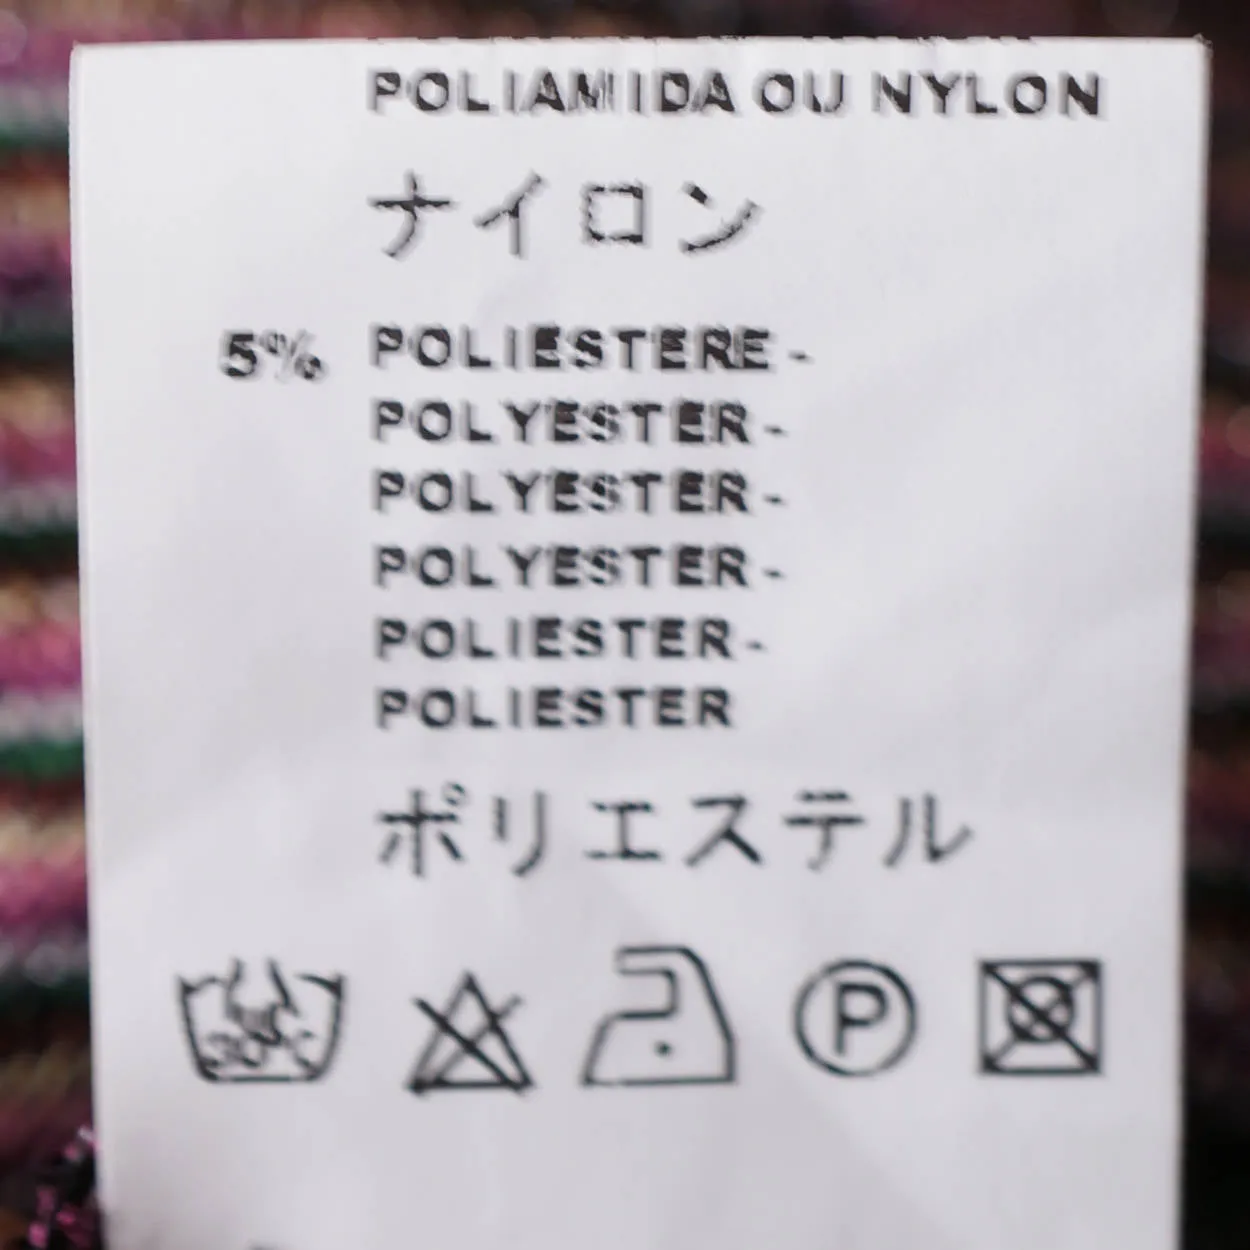 POLIAMIDA OU NYLON
ナイロン
5% POLIESTERE -
POLYESTER -
POLYESTER -
POLYESTER -
POLIESTER -
POLIESTER
ポリエステル
P